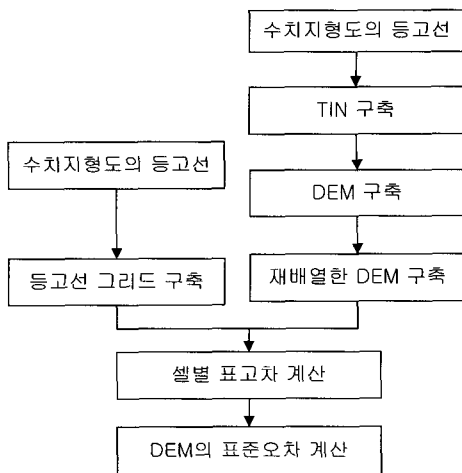 수치지형도의 등고선
TIN 구축
수치지형도의 등고선
DEM 구축
등고선 그리드 구축
재배열한 DEM 구축
셀별 표고차 계산
DEM의 표준오차 계산